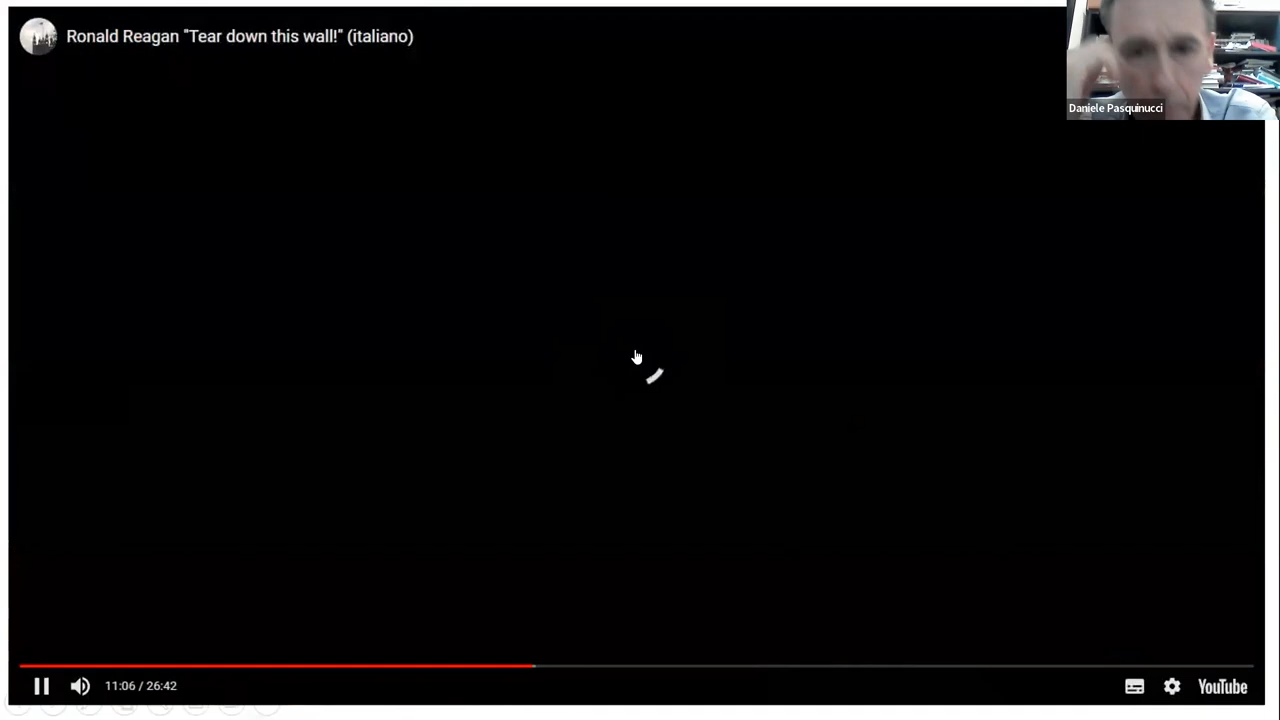 Ronald Reagan "Tear down this wall!" (italiano)
Daniele Pasquinucci
11:06 / 26:42
YouTube